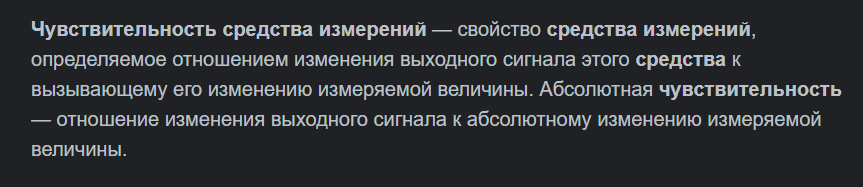 Чувствительность средства измерений — свойство средства измерений,
определяемое отношением изменения выходного сигнала этого средства к
вызывающему его изменению измеряемой величины. Абсолютная чувствительность
— отношение изменения выходного сигнала к абсолютному изменению измеряемой
величины.